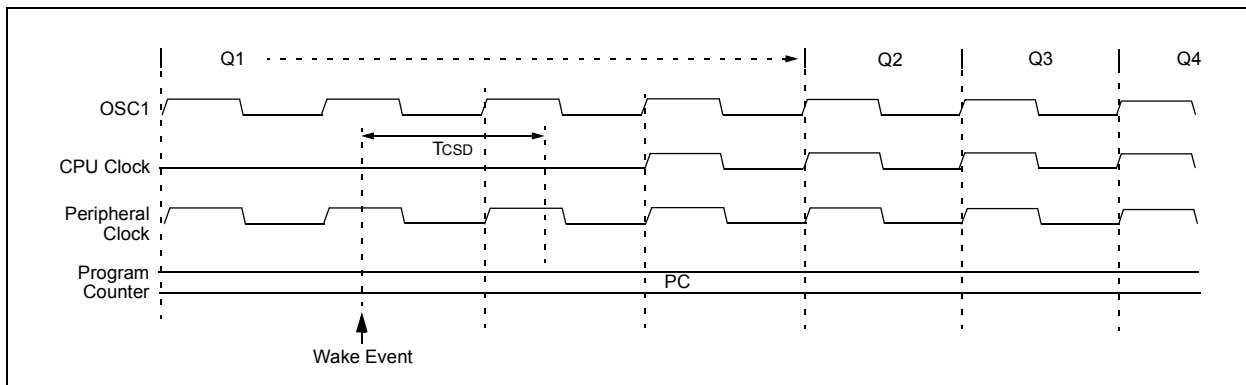 Q1 Q2 Q3 Q4
OSC1
TCSD
CPU Clock
Peripheral
Clock
Program
Counter
PC
Wake Event